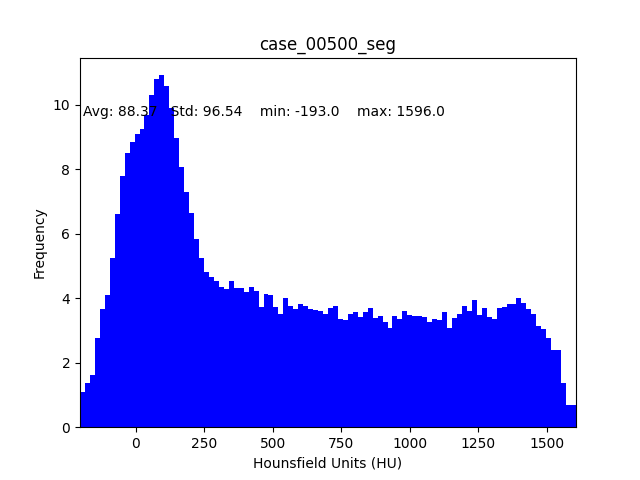 case_00500_seg
Avg: 88.37   Std: 96.54    min: -193.0    max: 1596.0
10
8
6
4
2
0
Frequency
0 250 500 750 1000 1250 1500
Hounsfield Units (HU)